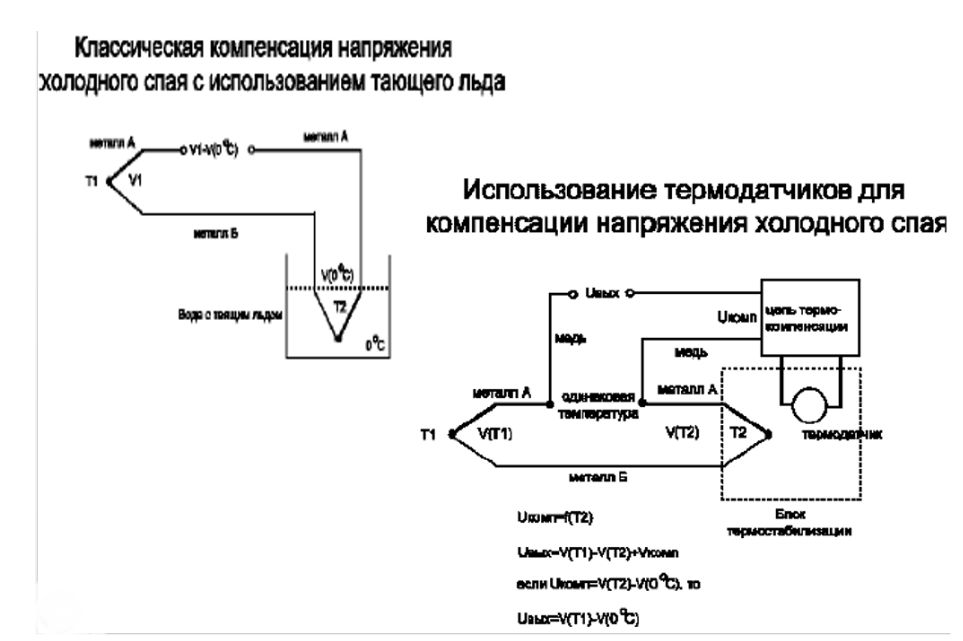 Классическая компенсация напряжения
холодного спая с использованием тающего льда
металл А
V1-V(0°C)
металл А
T1
V1
металл Б
V(0°C)
T2
Вода с таящим льдом
0°C
Использование термодатчиков для
компенсации напряжения холодного спая
Uвых
Uкомп
цепь термо-
компенсации
медь
медь
металл А
одинаковая
температура
металл А
T1
V(T1)
V(T2)
T2
термодатчик
металл Б
Блок
термостабилизации
Uкомп=f(T2)
Uвых=V(T1)-V(T2)+Vкомп
если Uкомп=V(T2)-V(0°C), то
Uвых=V(T1)-V(0°C)